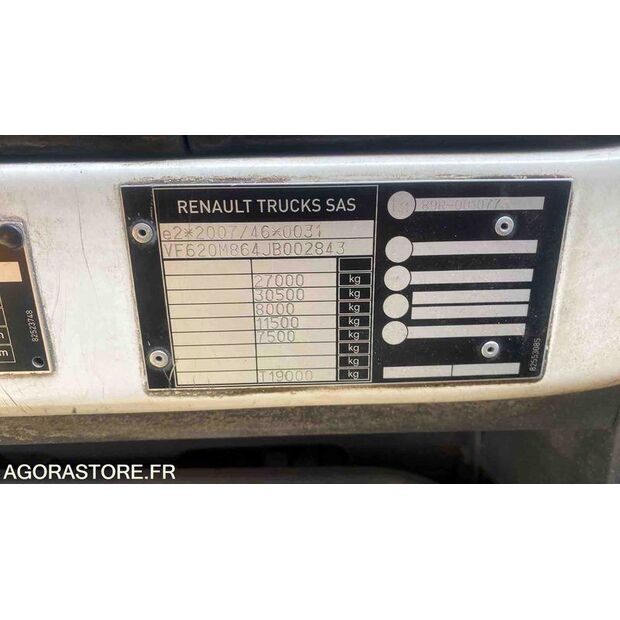 RENAULT TRUCKS SAS
e2*2007/46*0031
VF620M864JB002843
27000 kg
30500 kg
8000 kg
11500 kg
7500 kg
kg
kg
T19000 kg
82523748
82553085
AGORASTORE.FR